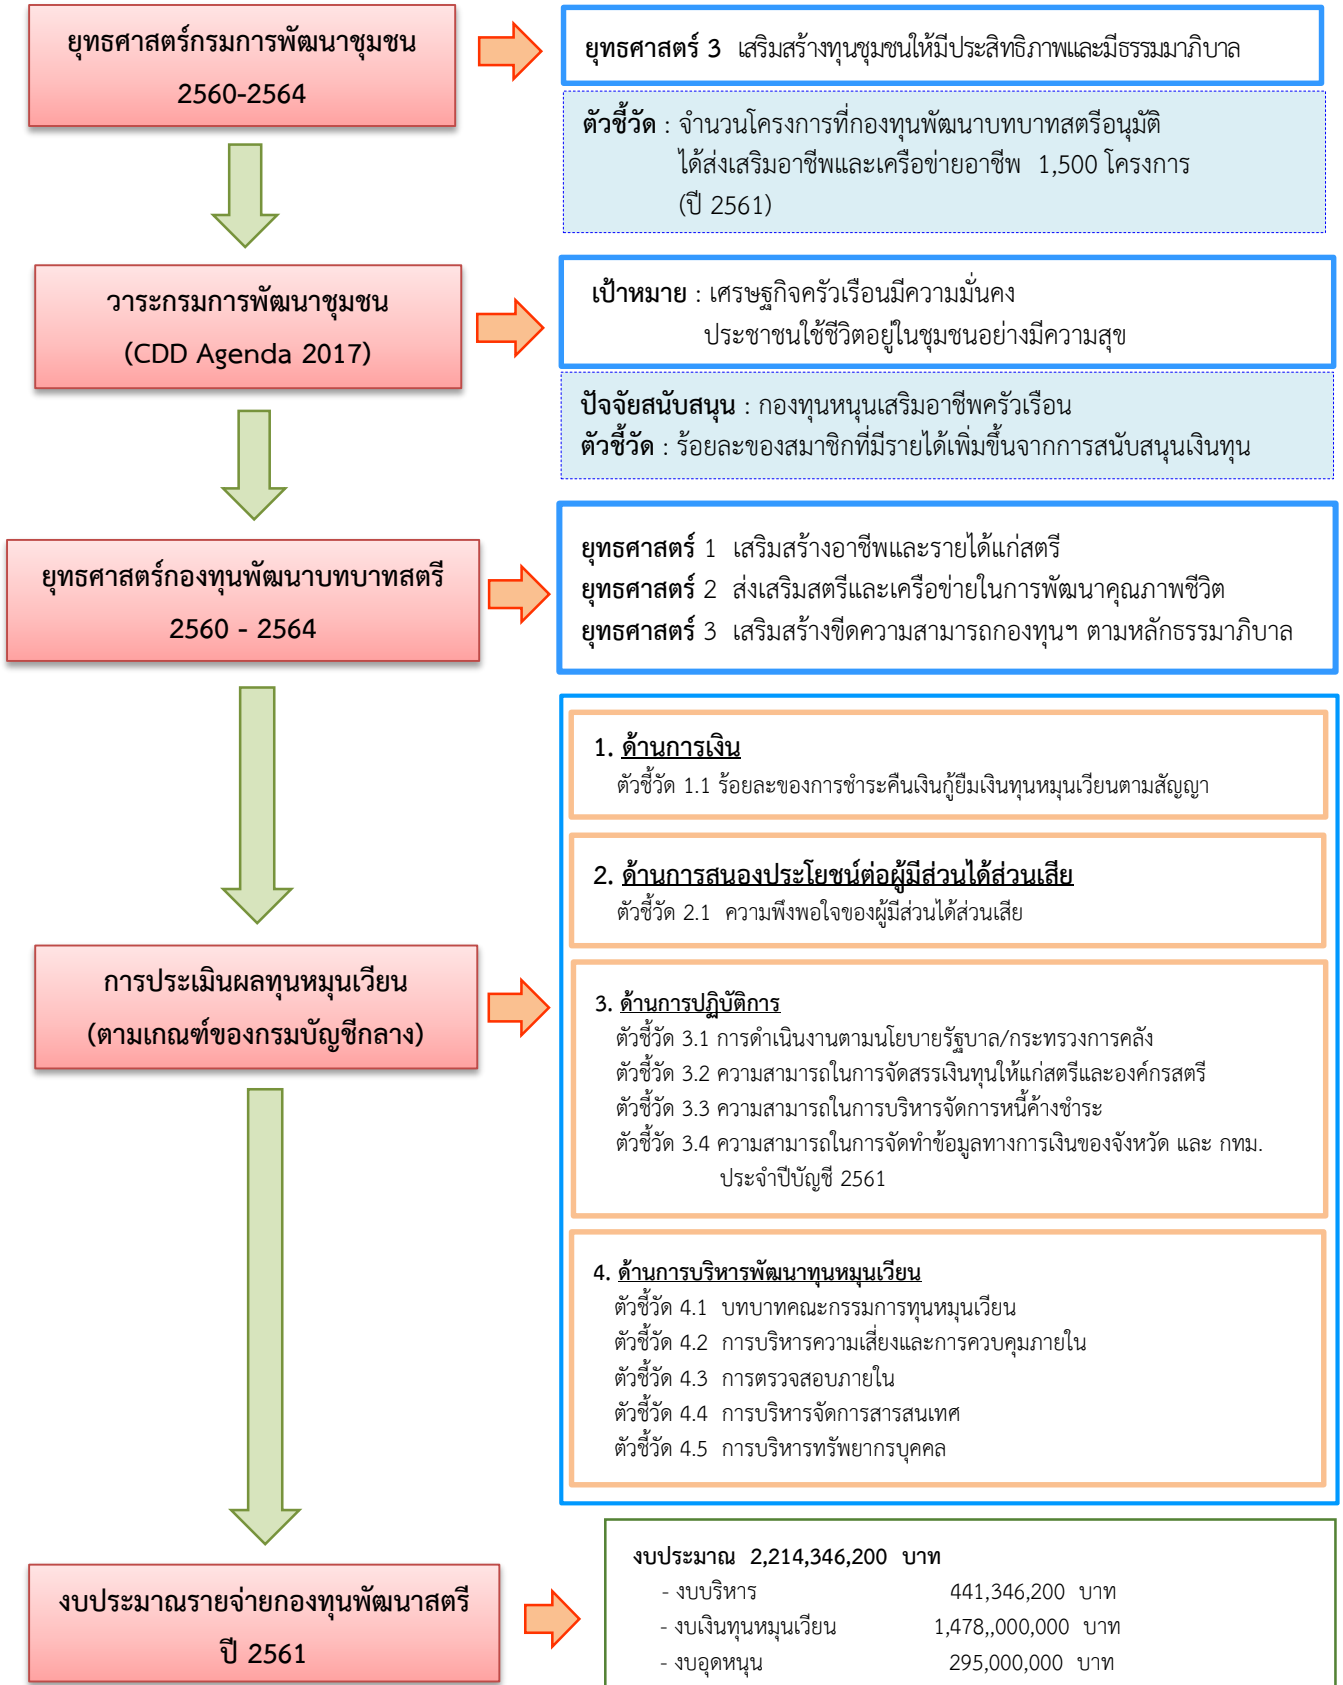 ยุทธศาสตร์กรมการพัฒนาชุมชน
2560-2564
ยุทธศาสตร์ 3 เสริมสร้างทุนชุมชนให้มีประสิทธิภาพและมีธรรมมาภิบาล
ตัวชี้วัด : จำนวนโครงการที่กองทุนพัฒนาบทบาทสตรีอนุมัติ
ได้ส่งเสริมอาชีพและเครือข่ายอาชีพ 1,500 โครงการ
(ปี 2561)
วาระกรมการพัฒนาชุมชน
(CDD Agenda 2017)
เป้าหมาย : เศรษฐกิจครัวเรือนมีความมั่นคง
ประชาชนใช้ชีวิตอยู่ในชุมชนอย่างมีความสุข
ปัจจัยสนับสนุน : กองทุนหนุนเสริมอาชีพครัวเรือน
ตัวชี้วัด : ร้อยละของสมาชิกที่มีรายได้เพิ่มขึ้นจากการสนับสนุนเงินทุน
ยุทธศาสตร์กองทุนพัฒนาบทบาทสตรี
2560 - 2564
ยุทธศาสตร์ 1 เสริมสร้างอาชีพและรายได้แก่สตรี
ยุทธศาสตร์ 2 ส่งเสริมสตรีและเครือข่ายในการพัฒนาคุณภาพชีวิต
ยุทธศาสตร์ 3 เสริมสร้างขีดความสามารถกองทุนฯ ตามหลักธรรมาภิบาล
การประเมินผลทุนหมุนเวียน
(ตามเกณฑ์ของกรมบัญชีกลาง)
1. ด้านการเงิน
ตัวชี้วัด 1.1 ร้อยละของการชำระคืนเงินกู้ยืมเงินทุนหมุนเวียนตามสัญญา
2. ด้านการสนองประโยชน์ต่อผู้มีส่วนได้ส่วนเสีย
ตัวชี้วัด 2.1 ความพึงพอใจของผู้มีส่วนได้ส่วนเสีย
3. ด้านการปฏิบัติการ
ตัวชี้วัด 3.1 การดำเนินงานตามนโยบายรัฐบาล/กระทรวงการคลัง
ตัวชี้วัด 3.2 ความสามารถในการจัดสรรเงินทุนให้แก่สตรีและองค์กรสตรี
ตัวชี้วัด 3.3 ความสามารถในการบริหารจัดการหนี้ค้างชำระ
ตัวชี้วัด 3.4 ความสามารถในการจัดทำข้อมูลทางการเงินของจังหวัด และ กทม.
ประจำปีบัญชี 2561
4. ด้านการบริหารพัฒนาทุนหมุนเวียน
ตัวชี้วัด 4.1 บทบาทคณะกรรมการทุนหมุนเวียน
ตัวชี้วัด 4.2 การบริหารความเสี่ยงและการควบคุมภายใน
ตัวชี้วัด 4.3 การตรวจสอบภายใน
ตัวชี้วัด 4.4 การบริหารจัดการสารสนเทศ
ตัวชี้วัด 4.5 การบริหารทรัพยากรบุคคล
งบประมาณรายจ่ายกองทุนพัฒนาสตรี
ปี 2561
งบประมาณ 2,214,346,200 บาท
- งบบริหาร 441,346,200 บาท
- งบเงินทุนหมุนเวียน 1,478,,000,000 บาท
- งบอุดหนุน 295,000,000 บาท